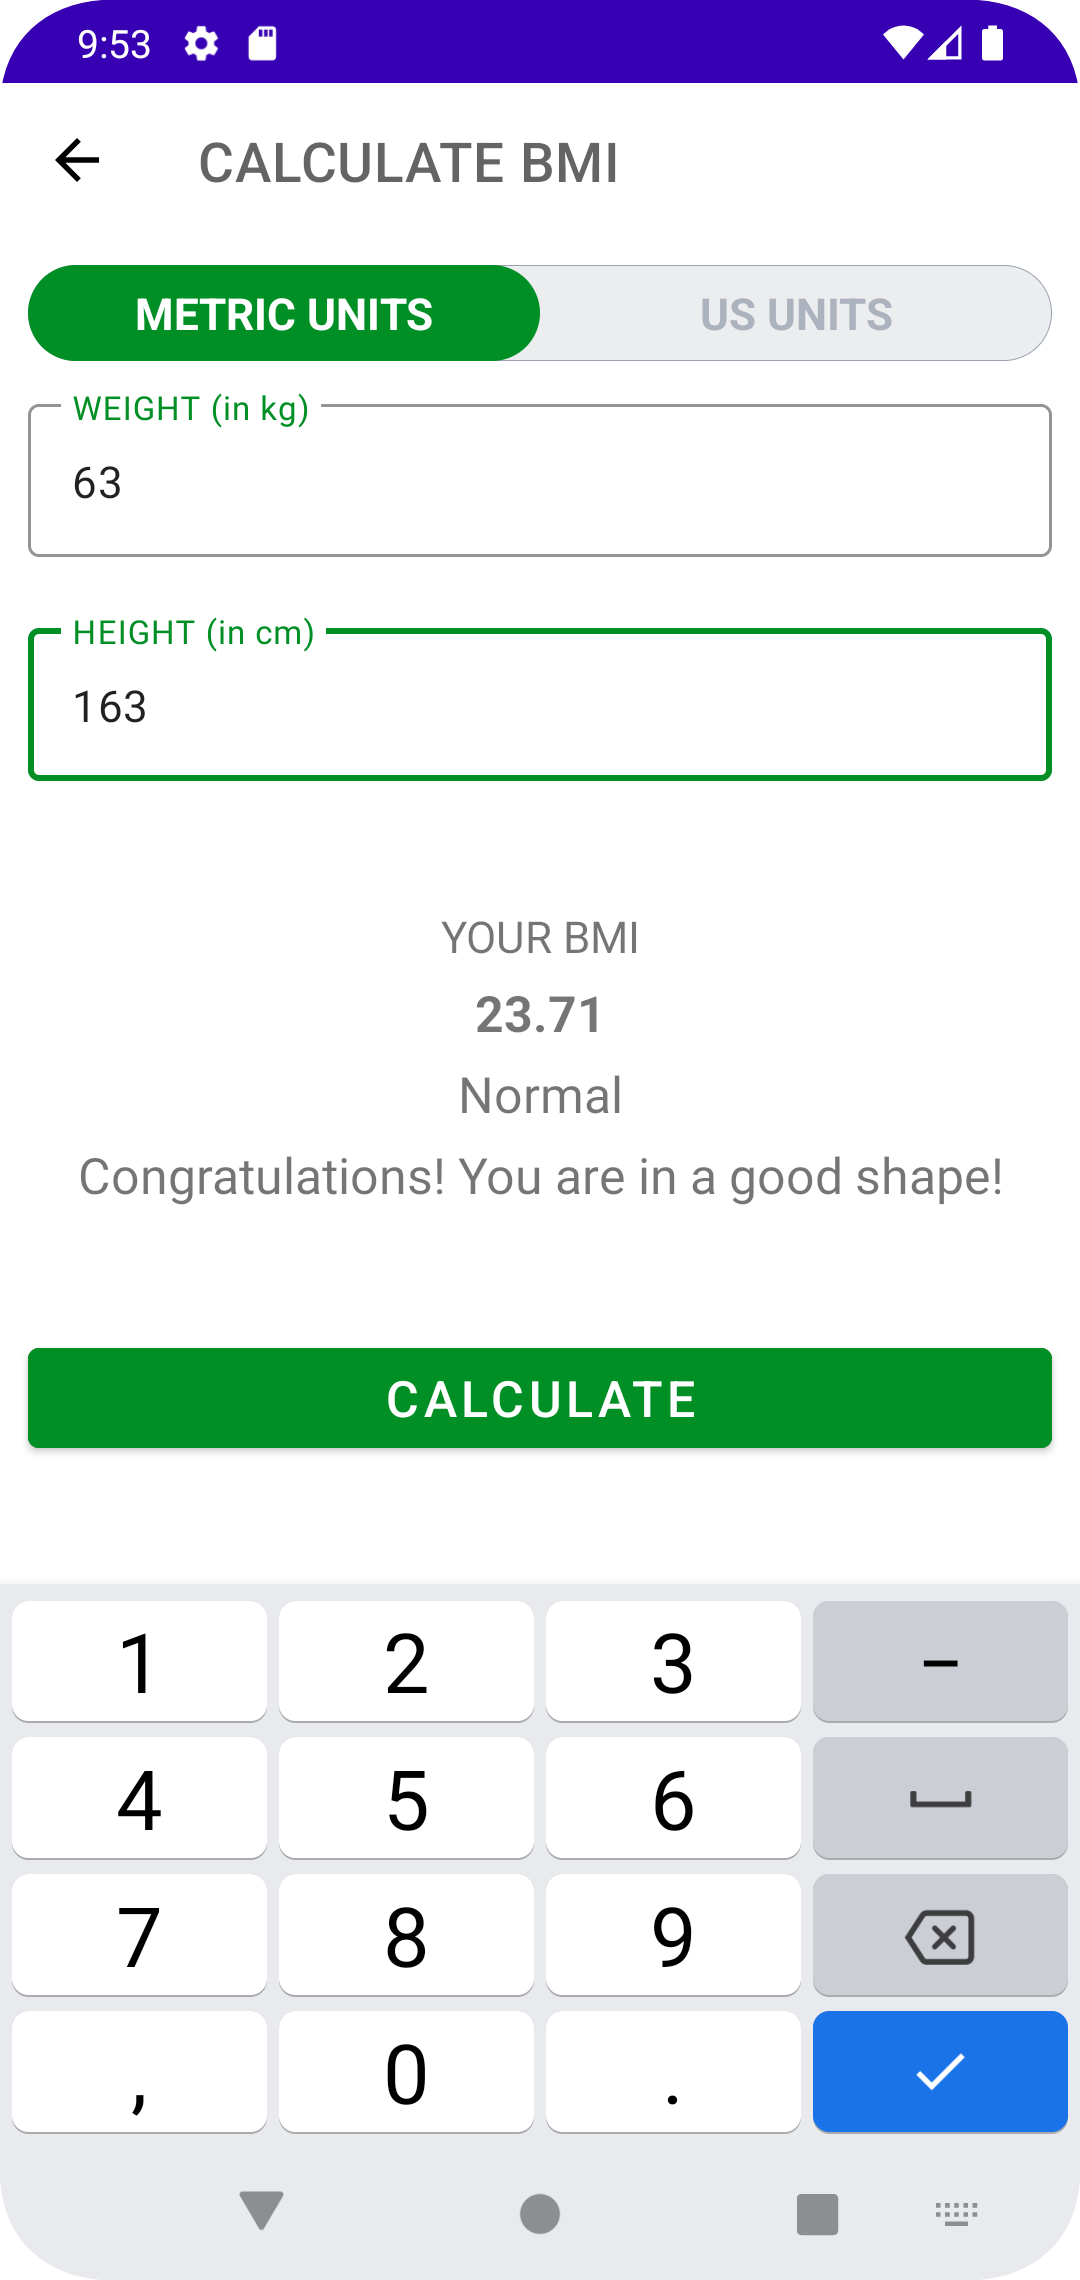 9:53
CALCULATE BMI
METRIC UNITS
US UNITS
WEIGHT (in kg)
63
HEIGHT (in cm)
163
YOUR BMI
23.71
Normal
Congratulations! You are in a good shape!
CALCULATE
1 2 3 –
4 5 6
7 8 9
, 0 .